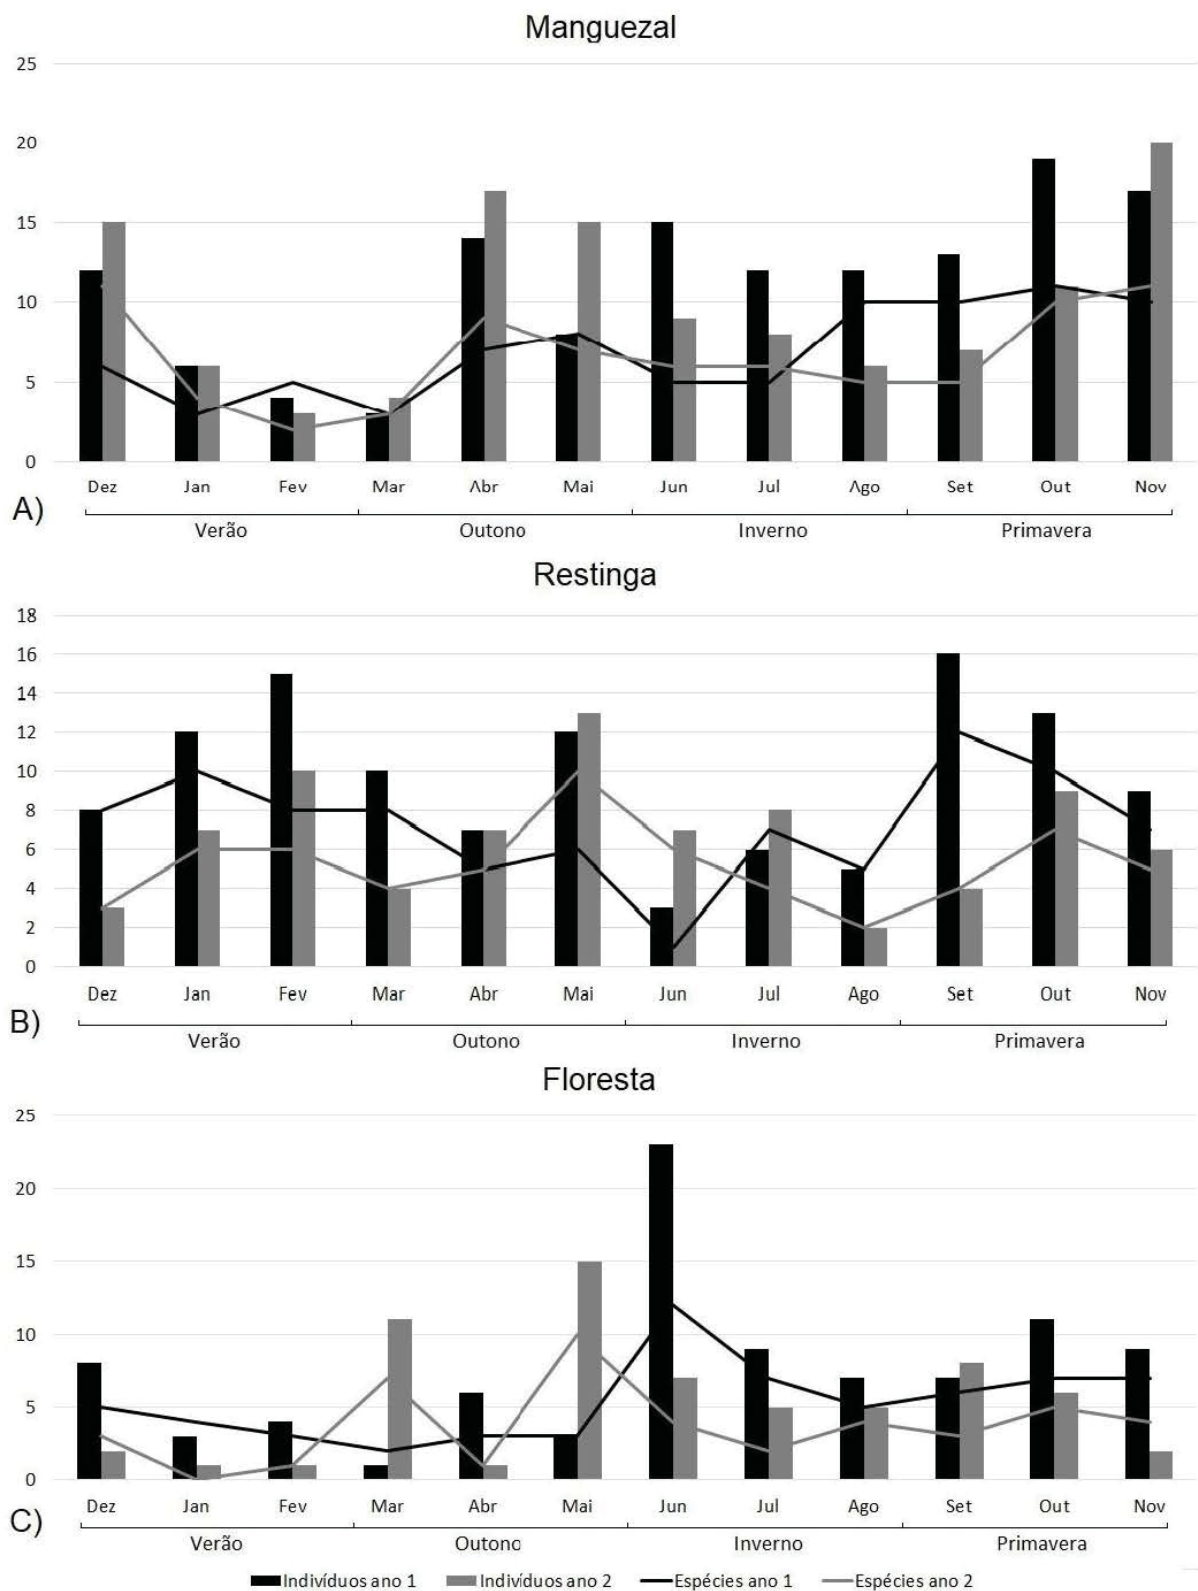 Manguezal
25
20
15
10
5
0
Dez Jan Fev Mar Abr Mai Jun Jul Ago Set Out Nov
A)
Verão Outono Inverno Primavera
Restinga
18
16
14
12
10
8
6
4
2
0
Dez Jan Fev Mar Abr Mai Jun Jul Ago Set Out Nov
B)
Verão Outono Inverno Primavera
Floresta
25
20
15
10
5
0
Dez Jan Fev Mar Abr Mai Jun Jul Ago Set Out Nov
C)
Verão Outono Inverno Primavera
Indivíduos ano 1 Indivíduos ano 2 Espécies ano 1 Espécies ano 2